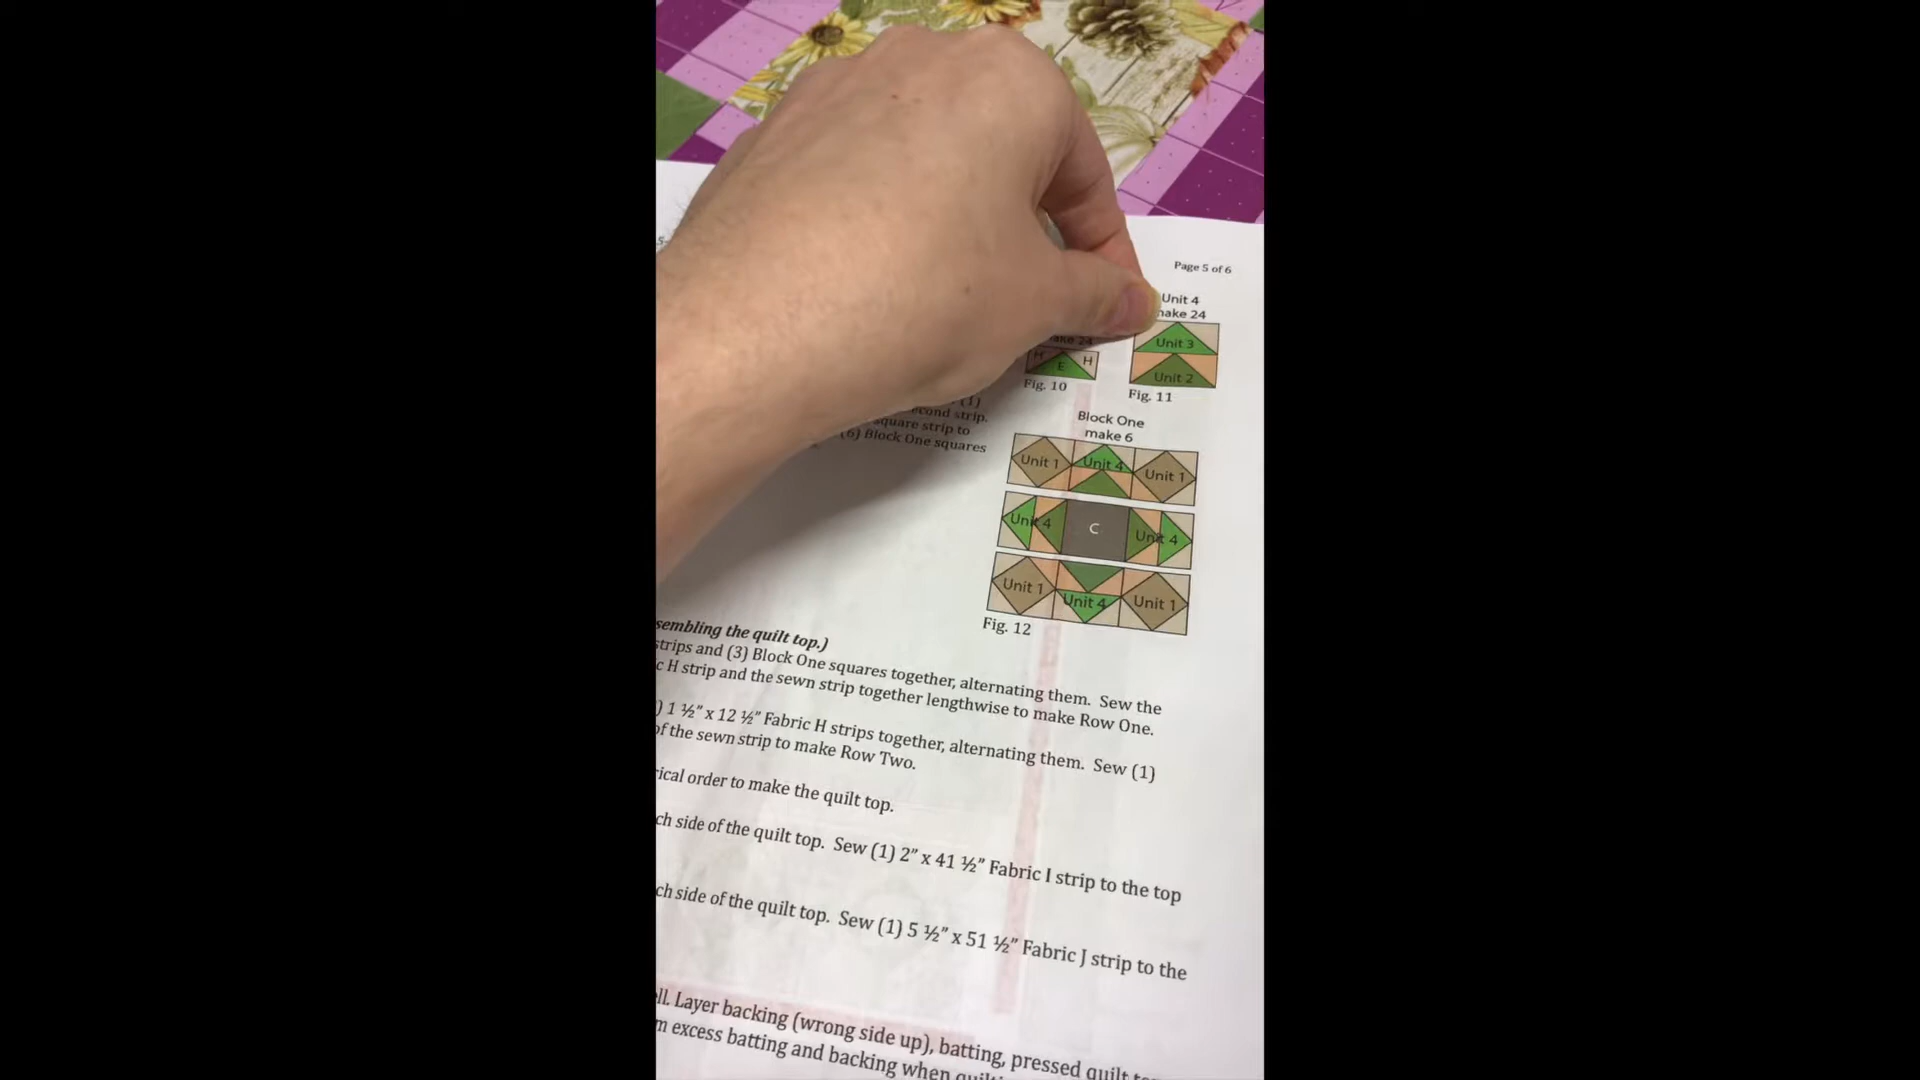 Page 5 of 6
Unit 4
make 24
Unit 3
Unit 2
Fig. 11
ake 24
H
E
H
Fig. 10
(1)
econd strip.
square strip to
(6) Block One squares
Block One
make 6
Unit 1
Unit 4
Unit 1
Unit 4
C
Unit 4
Unit 1
Unit 4
Unit 1
Fig. 12
sembling the quilt top.)
strips and (3) Block One squares together, alternating them. Sew the
c H strip and the sewn strip together lengthwise to make Row One.
) 1 ½” x 12 ½” Fabric H strips together, alternating them. Sew (1)
of the sewn strip to make Row Two.
rical order to make the quilt top.
ch side of the quilt top. Sew (1) 2” x 41 ½” Fabric I strip to the top
ch side of the quilt top. Sew (1) 5 ½” x 51 ½” Fabric J strip to the
ll. Layer backing (wrong side up), batting, pressed quilt
m excess batting and backing when